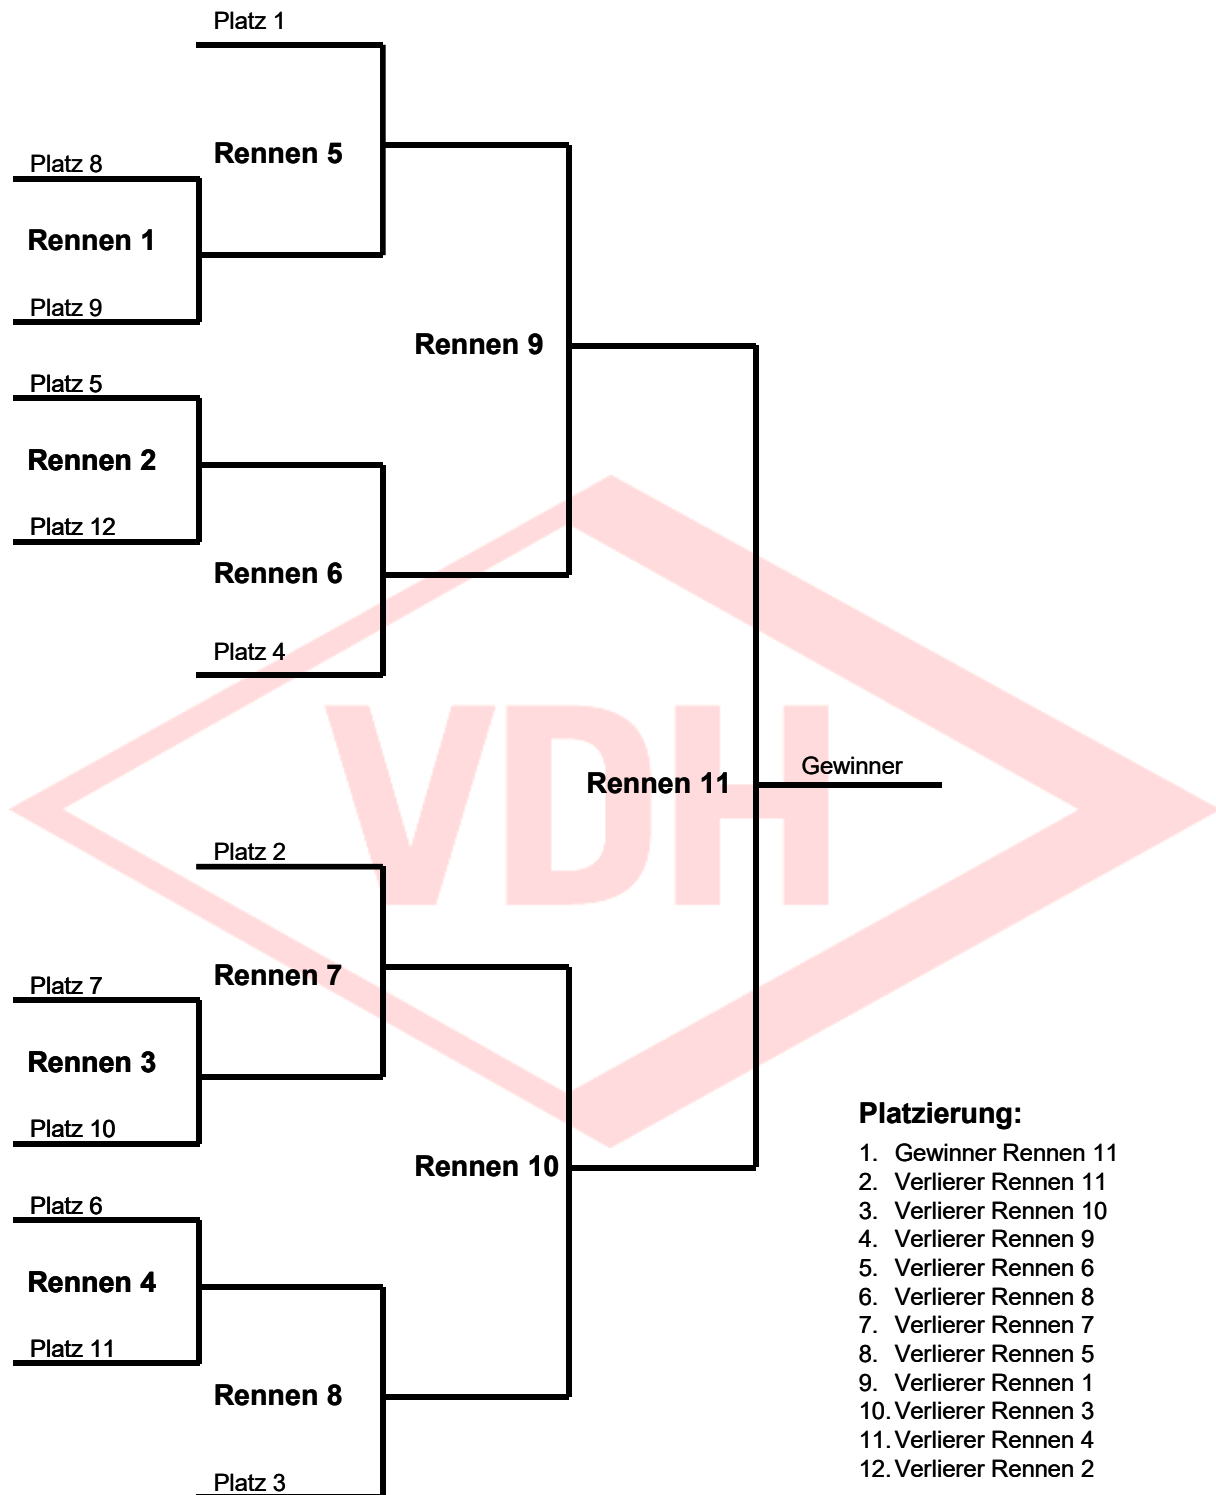 Platz 1
Rennen 5
Platz 8
Rennen 1
Platz 9
Rennen 9
Platz 5
Rennen 2
Platz 12
Rennen 6
Platz 4
VDH
Gewinner
Rennen 11
Platz 2
Rennen 7
Platz 7
Rennen 3
Platz 10
Rennen 10
Platz 6
Rennen 4
Platz 11
Rennen 8
Platz 3
Platzierung:
1. Gewinner Rennen 11
2. Verlierer Rennen 11
3. Verlierer Rennen 10
4. Verlierer Rennen 9
5. Verlierer Rennen 6
6. Verlierer Rennen 8
7. Verlierer Rennen 7
8. Verlierer Rennen 5
9. Verlierer Rennen 1
10. Verlierer Rennen 3
11. Verlierer Rennen 4
12. Verlierer Rennen 2